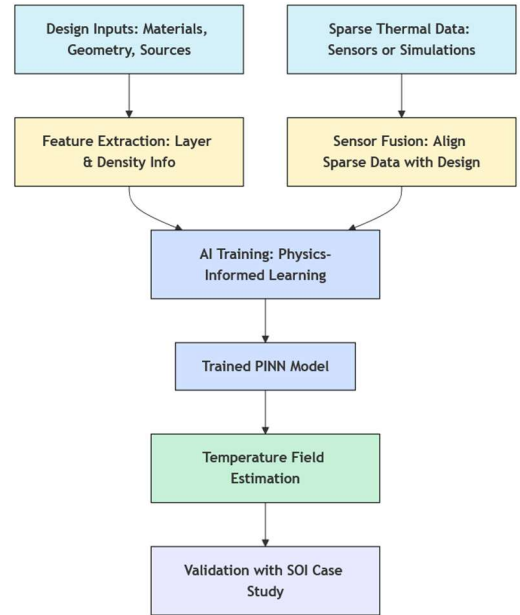 Design Inputs: Materials,
Geometry, Sources
Sparse Thermal Data:
Sensors or Simulations
Feature Extraction: Layer
& Density Info
Sensor Fusion: Align
Sparse Data with Design
AI Training: Physics-
Informed Learning
Trained PINN Model
Temperature Field
Estimation
Validation with SOI Case
Study